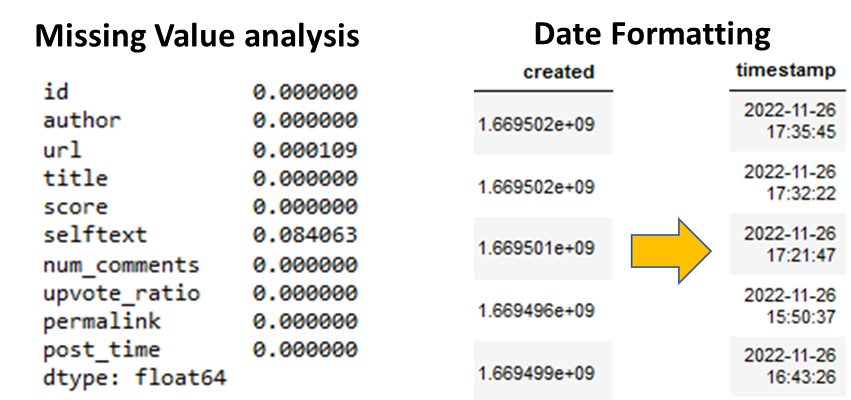 Missing Value analysis
id 0.000000
author 0.000000
url 0.000109
title 0.000000
score 0.000000
selftext 0.084063
num_comments 0.000000
upvote_ratio 0.000000
permalink 0.000000
post_time 0.000000
dtype: float64
Date Formatting
created
1.669502e+09
1.669502e+09
1.669501e+09
1.669496e+09
1.669499e+09
timestamp
2022-11-26
17:35:45
2022-11-26
17:32:22
2022-11-26
17:21:47
2022-11-26
15:50:37
2022-11-26
16:43:26